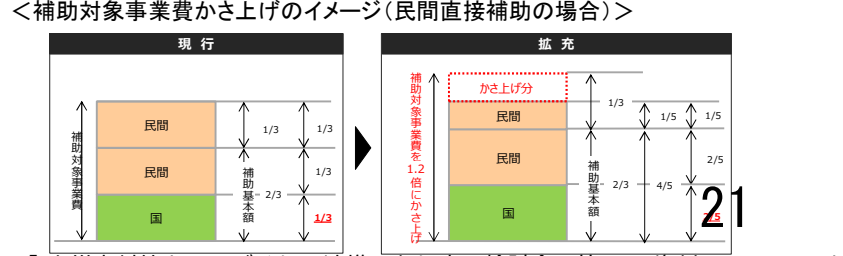 ＜補助対象事業費かさ上げのイメージ（民間直接補助の場合）＞
現 行
補助対象事業費
民間
民間
国
1/3
補助基本額
2/3
1/3
1/3
1/3
拡 充
補助対象事業費を1.2倍にかさ上げ
かさ上げ分
民間
民間
国
1/3
補助基本額
2/3
1/5
4/5
1/5
2/5
2/5
21